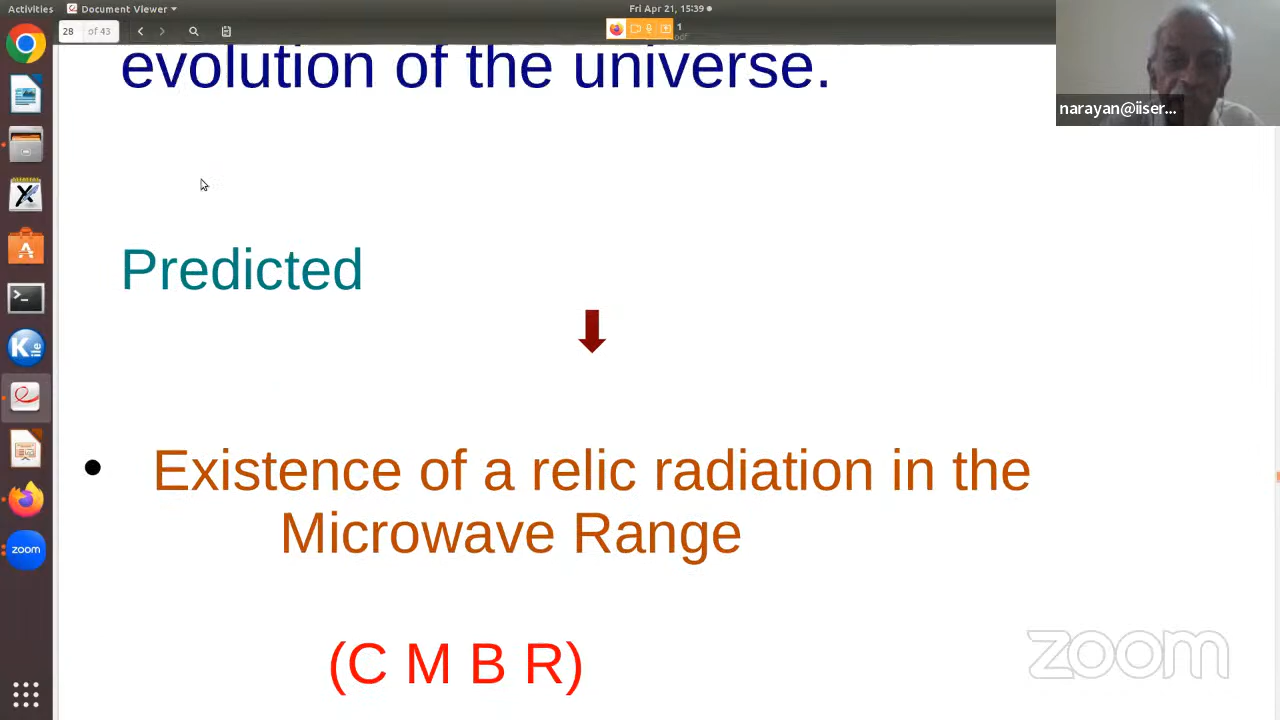 Activities
Document Viewer
Fri Apr 21, 15:39
28
of 43
1
evolution of the universe.
narayan@iiser...
Predicted
• Existence of a relic radiation in the
Microwave Range
(C M B R)
zoom
zoom